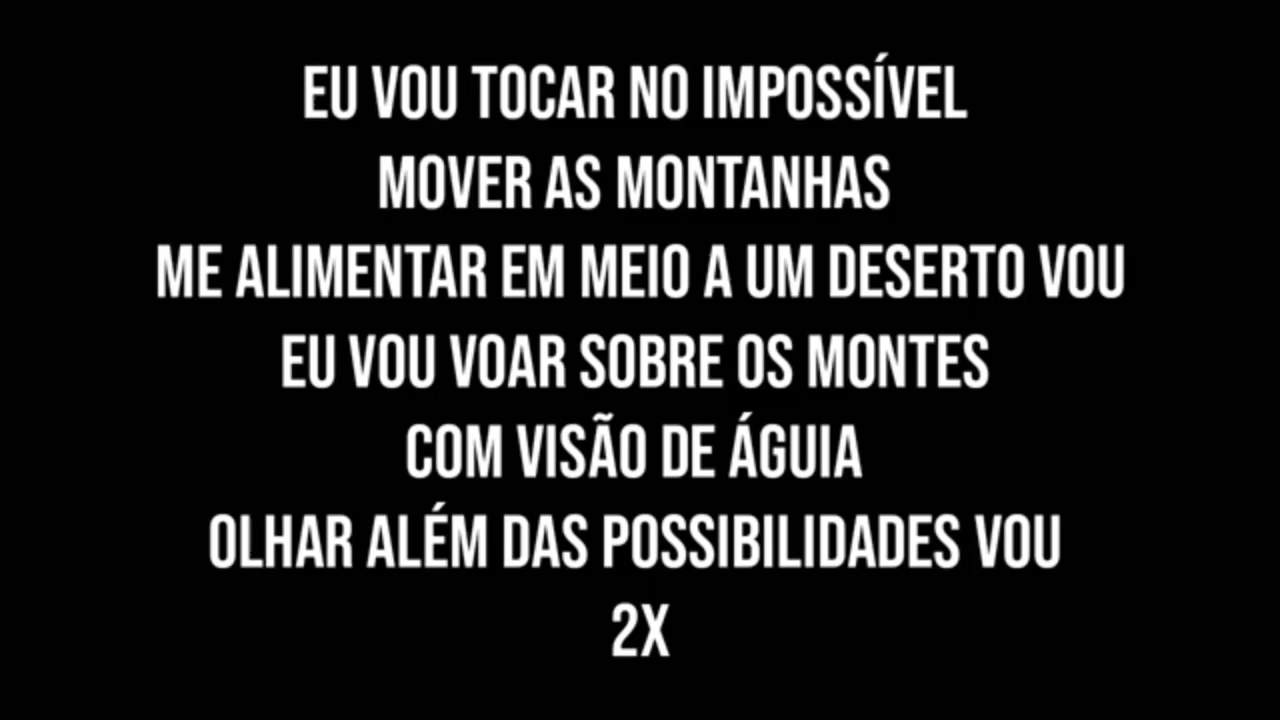 EU VOU TOCAR NO IMPOSSÍVEL
MOVER AS MONTANHAS
ME ALIMENTAR EM MEIO A UM DESERTO VOU
EU VOU VOAR SOBRE OS MONTES
COM VISÃO DE ÁGUIA
OLHAR ALÉM DAS POSSIBILIDADES VOU
2X